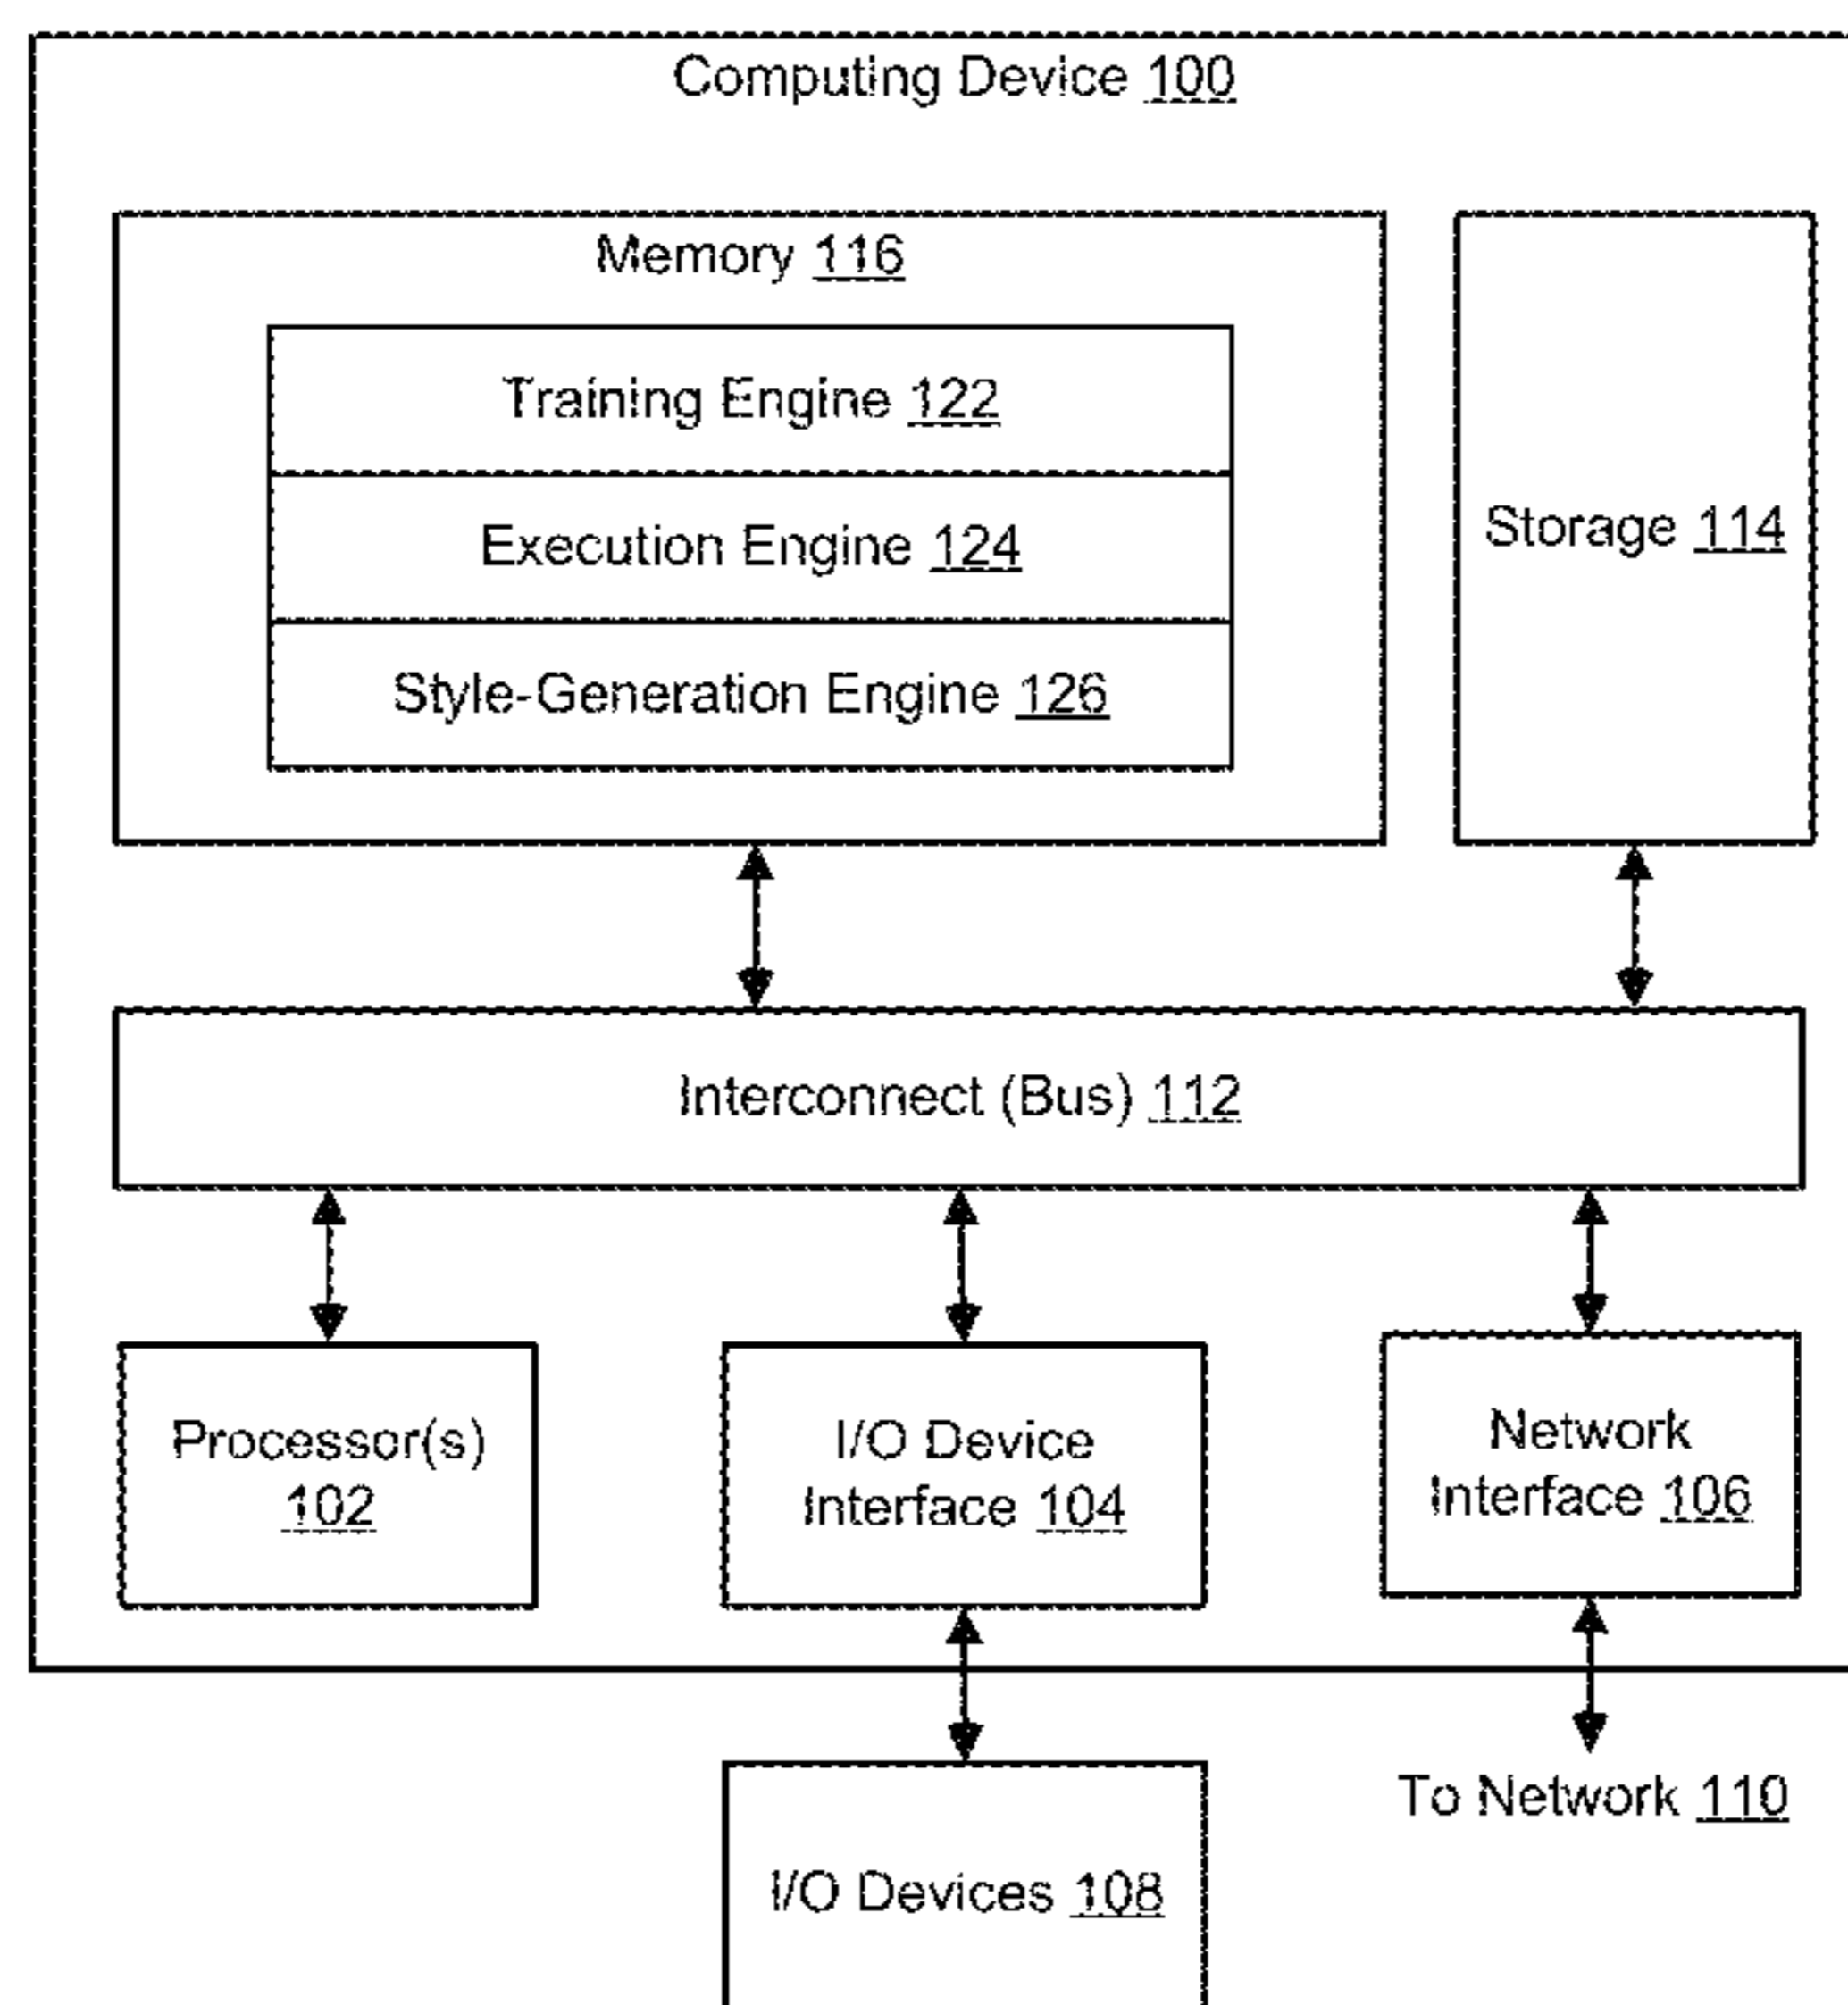 Computing Device 100
Memory 116
Training Engine 122
Execution Engine 124
Style-Generation Engine 126
Storage 114
Interconnect (Bus) 112
Processor(s)
102
I/O Device
Interface 104
Network
Interface 106
To Network 110
I/O Devices 108